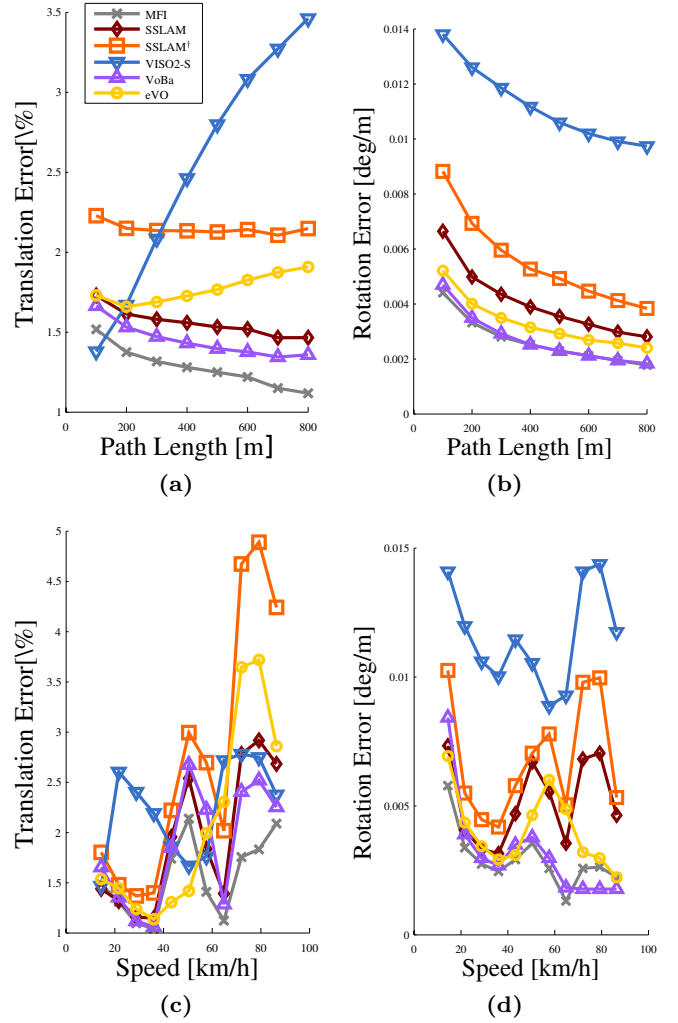 MFI
SSLAM
SSLAM†
VISO2-S
VoBa
eVO
Translation Error[\%]
3.5
3
2.5
2
1.5
1
0 200 400 600 800
Path Length [m]
(a)
Rotation Error [deg/m]
0.014
0.012
0.01
0.008
0.006
0.004
0.002
0
0 200 400 600 800
Path Length [m]
(b)
Translation Error[\%]
5
4.5
4
3.5
3
2.5
2
1.5
1
0 20 40 60 80 100
Speed [km/h]
(c)
Rotation Error [deg/m]
0.015
0.01
0.005
0
0 20 40 60 80 100
Speed [km/h]
(d)